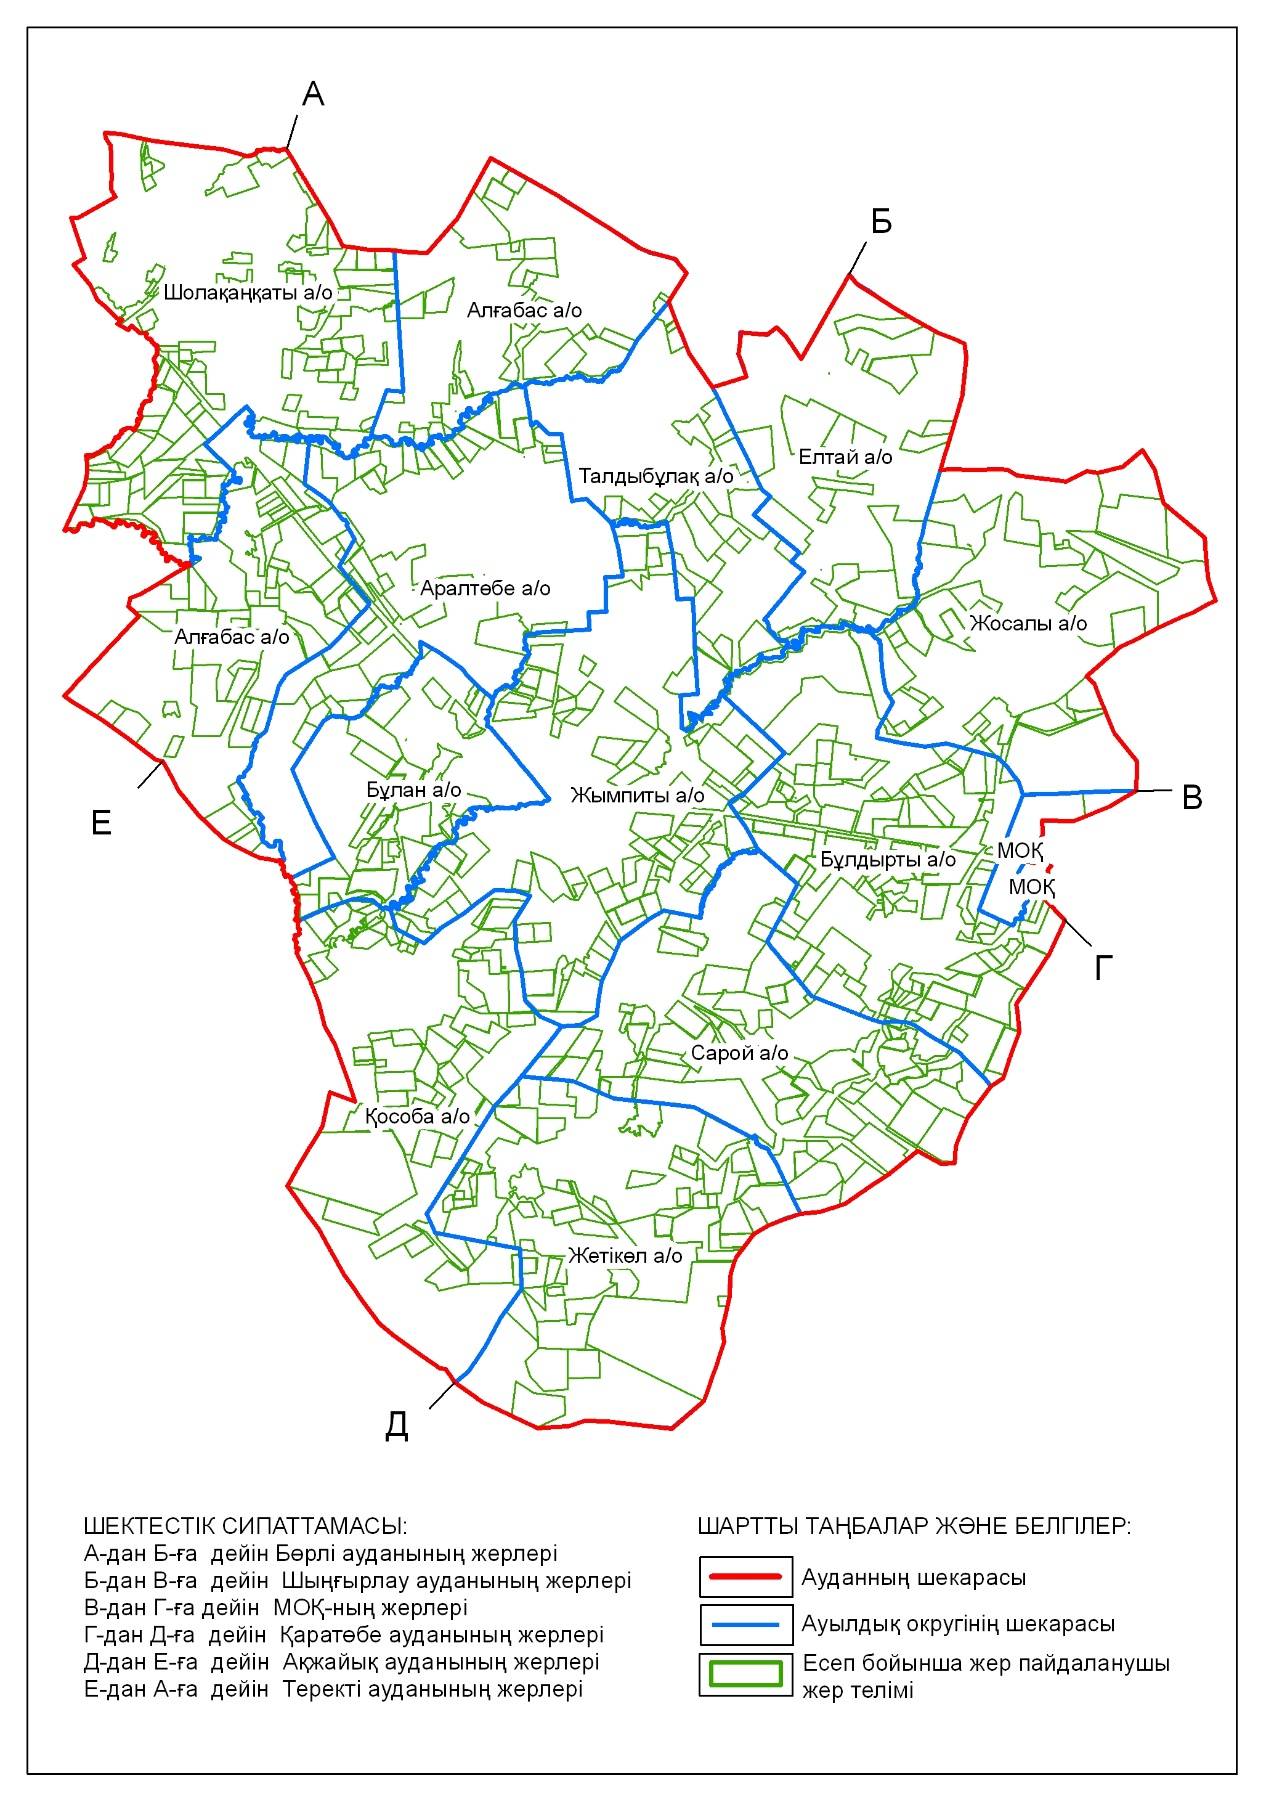 А
Б
Шолақаңқаты а/о
Алғабас а/о
Елтай а/о
Талдыбұлақ а/о
Аралтөбе а/о
Жосалы а/о
Алғабас а/о
Бұлан а/о
Жымпиты а/о
В
Е
МОҚ
Бұлдырты а/о
МОҚ
Г
Сарой а/о
Қособа а/о
Жетікөл а/о
Д
ШЕКТЕСТІК СИПАТТАМАСЫ:
А-дан Б-ға дейін Бөрлі ауданының жерлері
Б-дан В-ға дейін Шыңғырлау ауданының жерлері
В-дан Г-ға дейін МОҚ-ның жерлері
Г-дан Д-ға дейін Қаратөбе ауданының жерлері
Д-дан Е-ға дейін Ақжайық ауданының жерлері
Е-дан А-ға дейін Теректі ауданының жерлері
ШАРТТЫ ТАҢБАЛАР ЖӘНЕ БЕЛГІЛЕР:
Ауданның шекарасы
Ауылдық округінің шекарасы
Есеп бойынша жер пайдаланушы
жер телімі